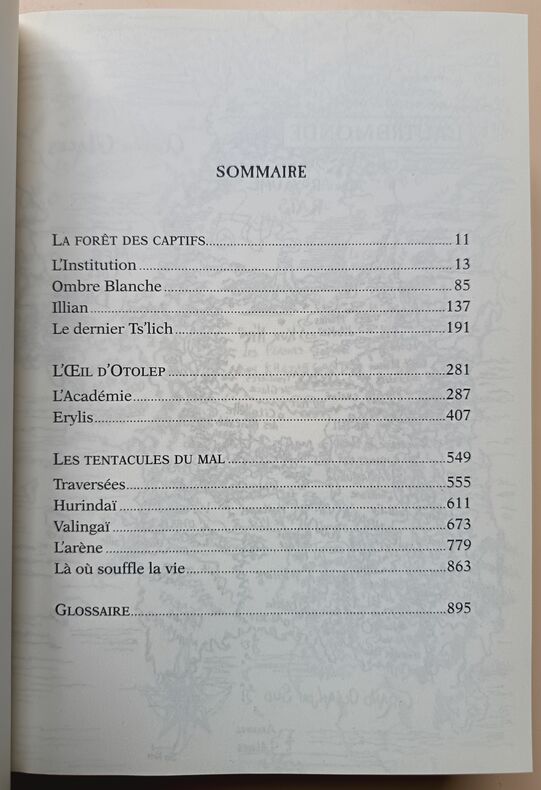 SOMMAIRE
LA FORÊT DES CAPTIFS..........11
L'Institution..........13
Ombre Blanche..........85
Illian..........137
Le dernier Ts'lich..........191
L'ŒIL D'OTOLEP..........281
L'Académie..........287
Erylis..........407
LES TENTACULES DU MAL..........549
Traversées..........555
Hurindaï..........611
Valingaï..........673
L'arène..........779
Là où souffle la vie..........863
GLOSSAIRE..........895